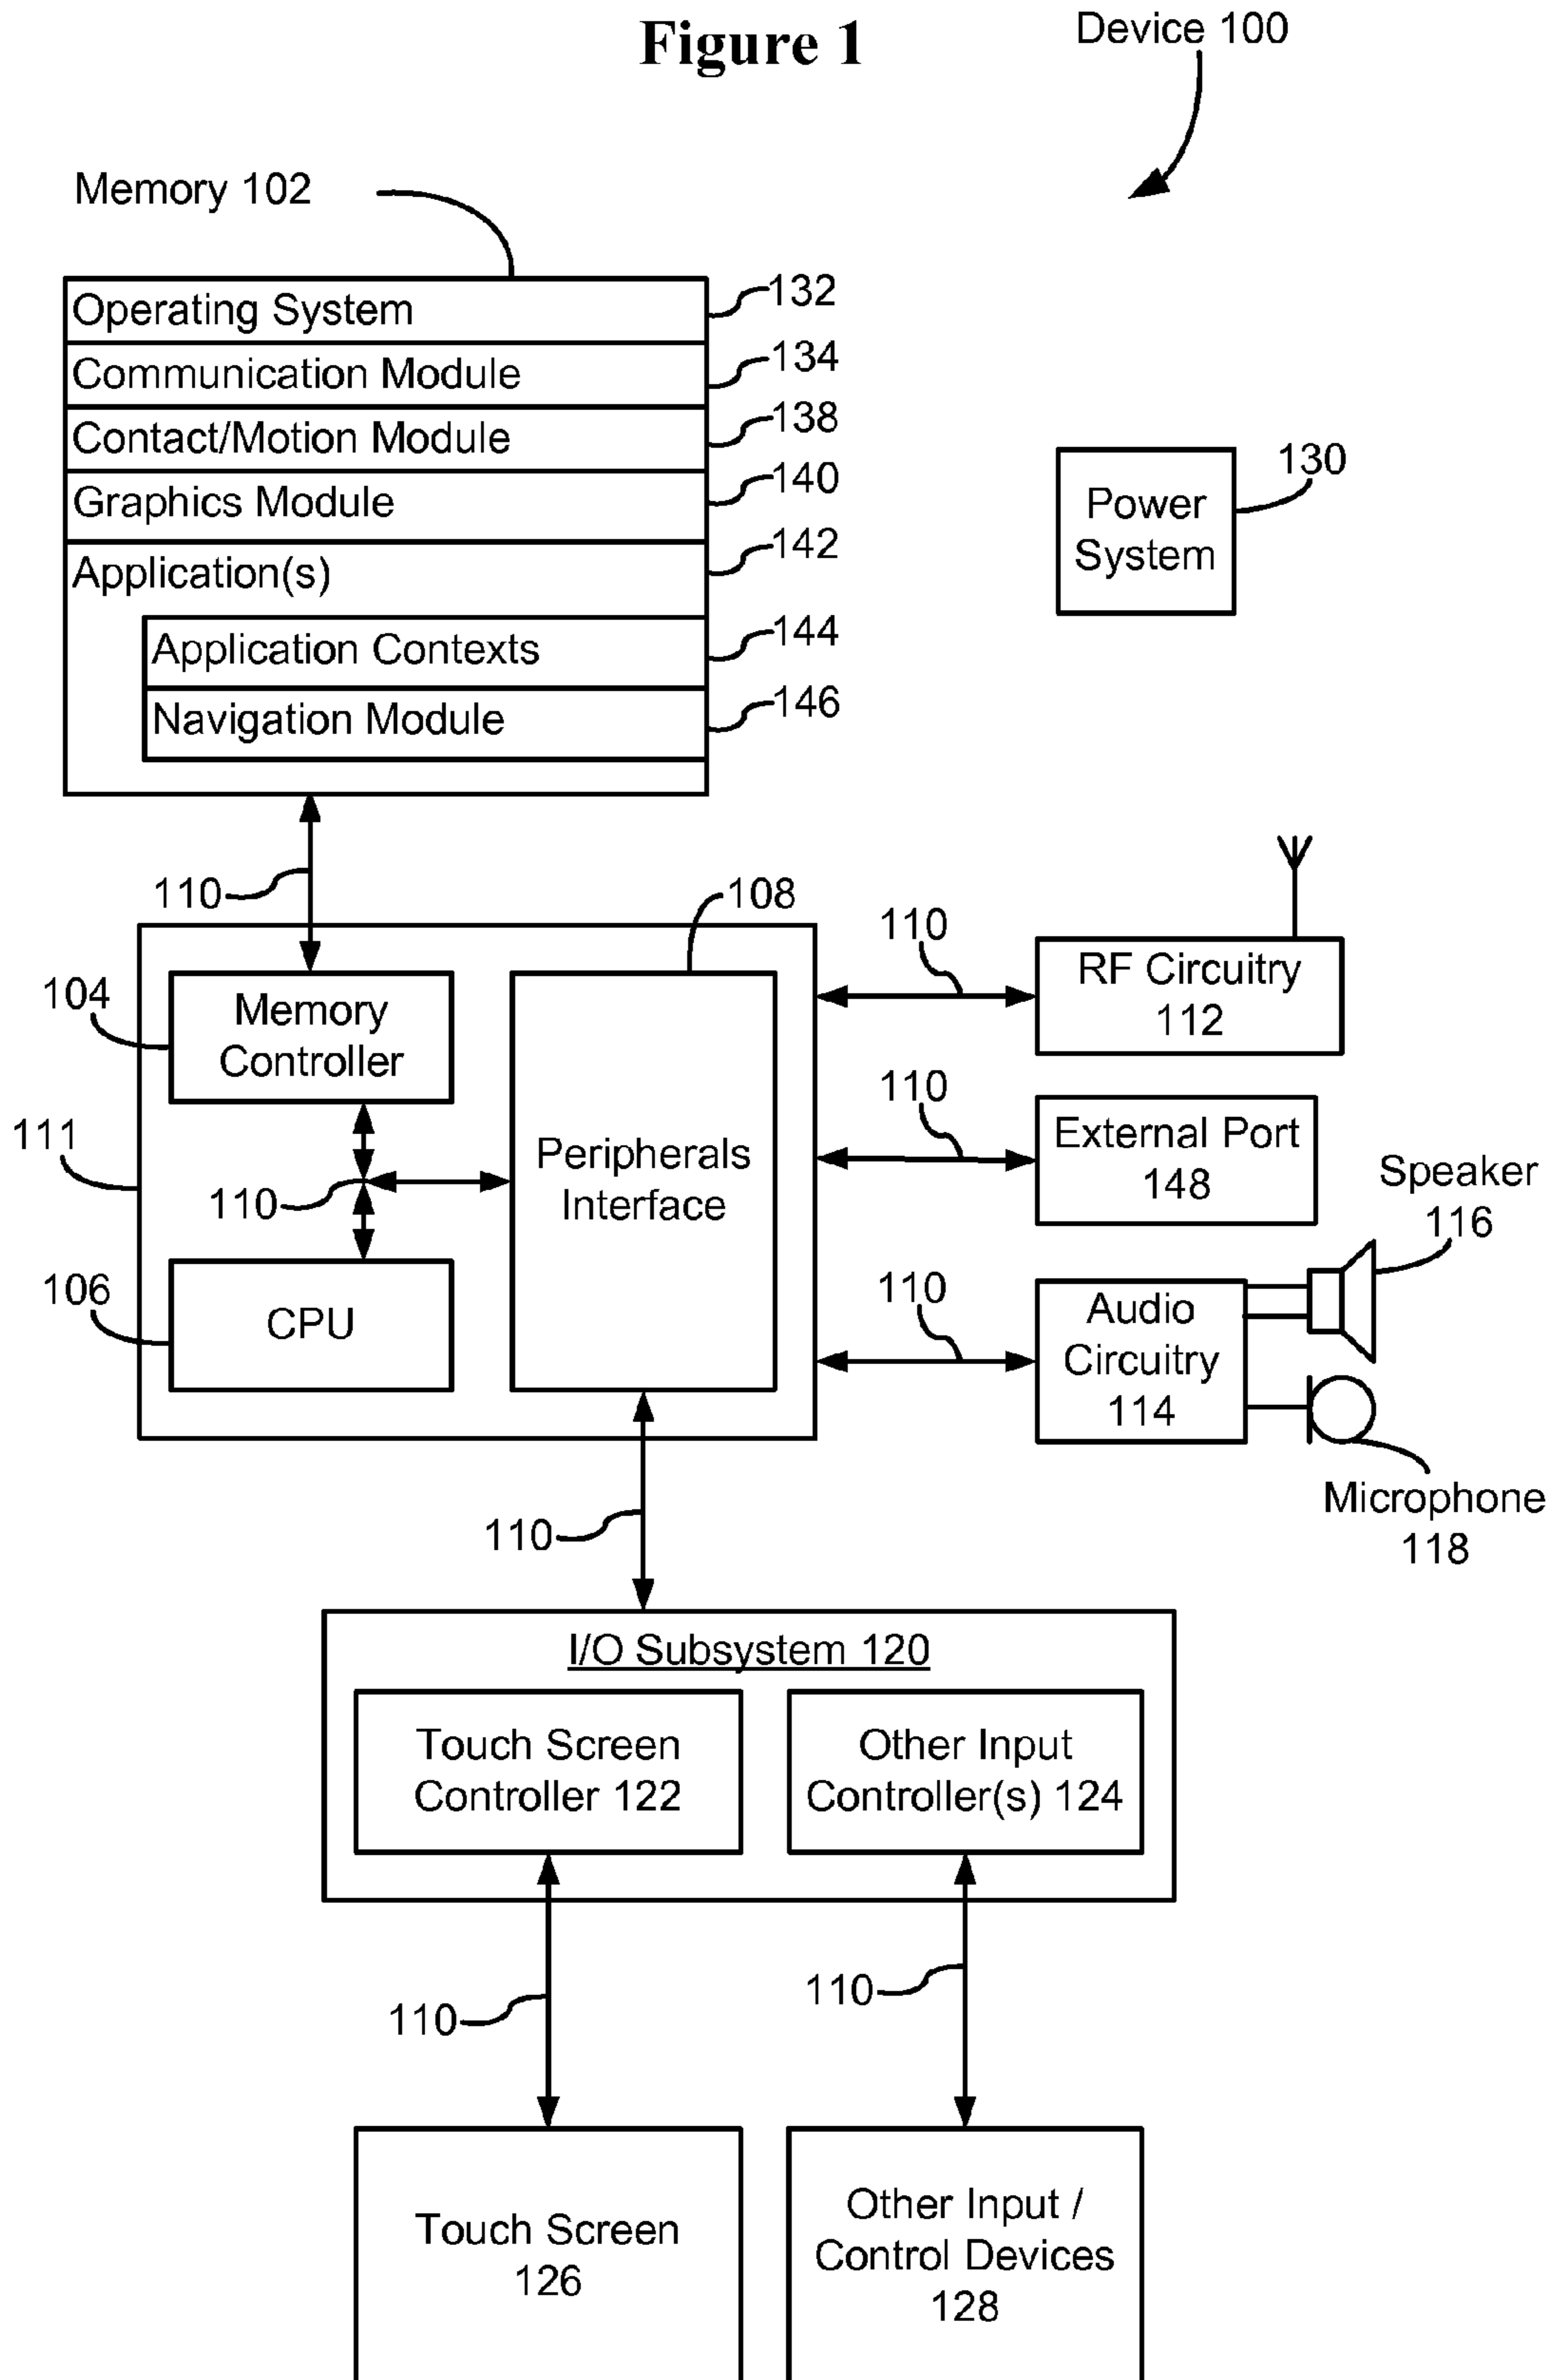 Figure 1
Device 100
Memory 102
Operating System
132
Communication Module
134
Contact/Motion Module
138
Graphics Module
140
Application(s)
142
Application Contexts
144
Navigation Module
146
Power
System
130
110
108
104
Memory
Controller
111
110
Peripherals
Interface
106
CPU
110
RF Circuitry
112
110
External Port
148
Speaker
116
110
Audio
Circuitry
114
Microphone
118
110
I/O Subsystem 120
Touch Screen
Controller 122
Other Input
Controller(s) 124
110
110
Touch Screen
126
Other Input /
Control Devices
128